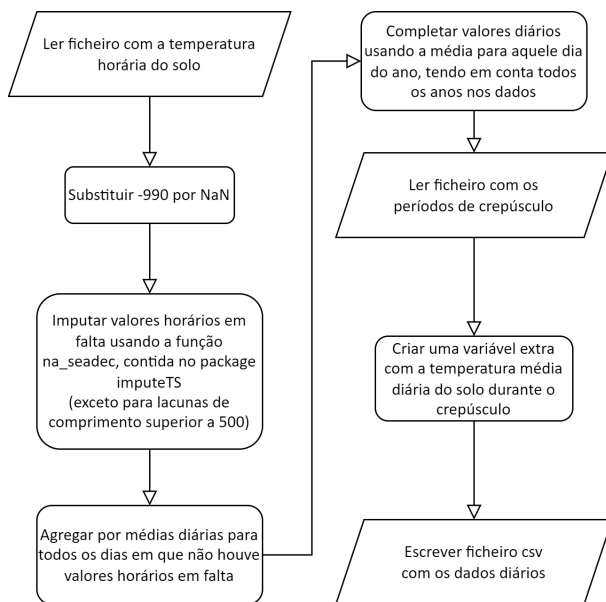 Ler ficheiro com a temperatura
horária do solo
Substituir -990 por NaN
Imputar valores horários em
falta usando a função
na_seadec, contida no package
imputeTS
(exceto para lacunas de
comprimento superior a 500)
Agregar por médias diárias para
todos os dias em que não houve
valores horários em falta
Completar valores diários
usando a média para aquele dia
do ano, tendo em conta todos
os anos nos dados
Ler ficheiro com os
períodos de crepúsculo
Criar uma variável extra
com a temperatura média
diária do solo durante o
crepúsculo
Escrever ficheiro csv
com os dados diários